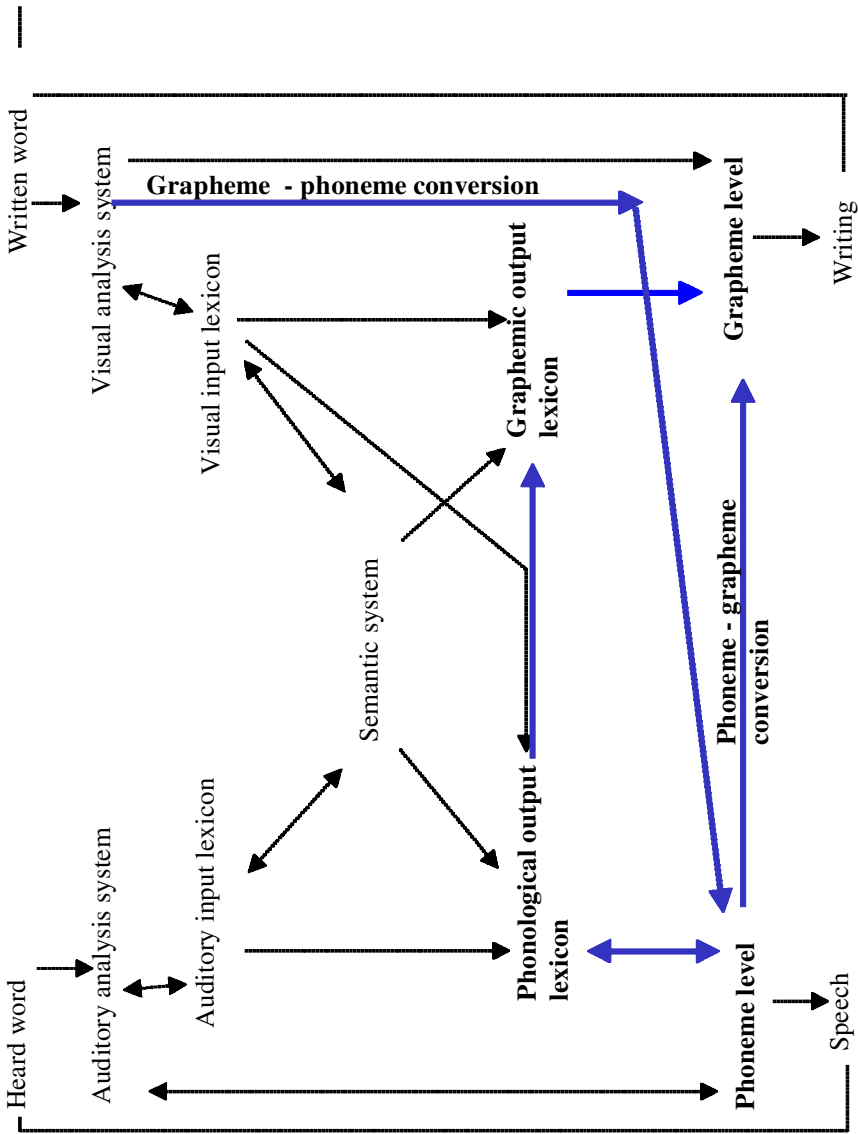 Heard word
Written word
Auditory analysis system
Visual analysis system
Grapheme - phoneme conversion
Auditory input lexicon
Visual input lexicon
Semantic system
Phonological output
lexicon
Graphemic output
lexicon
Phoneme level
Phoneme - grapheme
conversion
Grapheme level
Speech
Writing